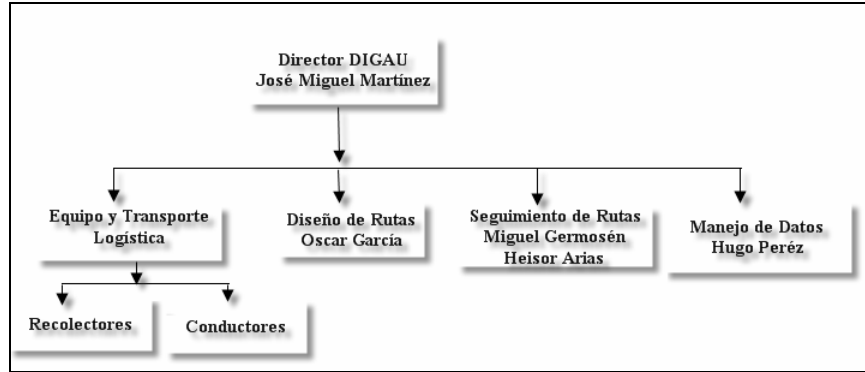 Director DIGAU
José Miguel Martínez
Equipo y Transporte
Logística
Diseño de Rutas
Oscar García
Seguimiento de Rutas
Miguel Germosén
Heisor Arias
Manejo de Datos
Hugo Peréz
Recolectores
Conductores